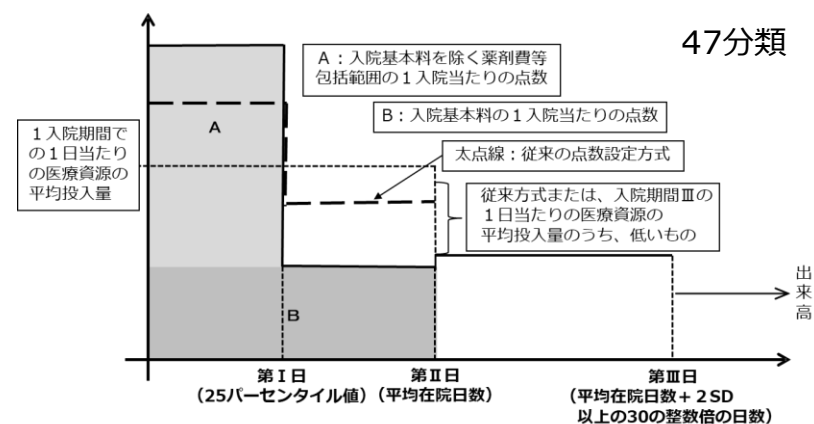 47分類
A：入院基本料を除く薬剤費等
包括範囲の１入院当たりの点数
B：入院基本料の１入院当たりの点数
太点線：従来の点数設定方式
１入院期間で
の１日当たり
の医療資源の
平均投入量
A
従来方式または、入院期間Ⅲの
１日当たりの医療資源の
平均投入量のうち、低いもの
B
出来高
第Ⅰ日
（25パーセンタイル値）
第Ⅱ日
（平均在院日数）
第Ⅲ日
（平均在院日数＋２SD
以上の30の整数倍の日数）